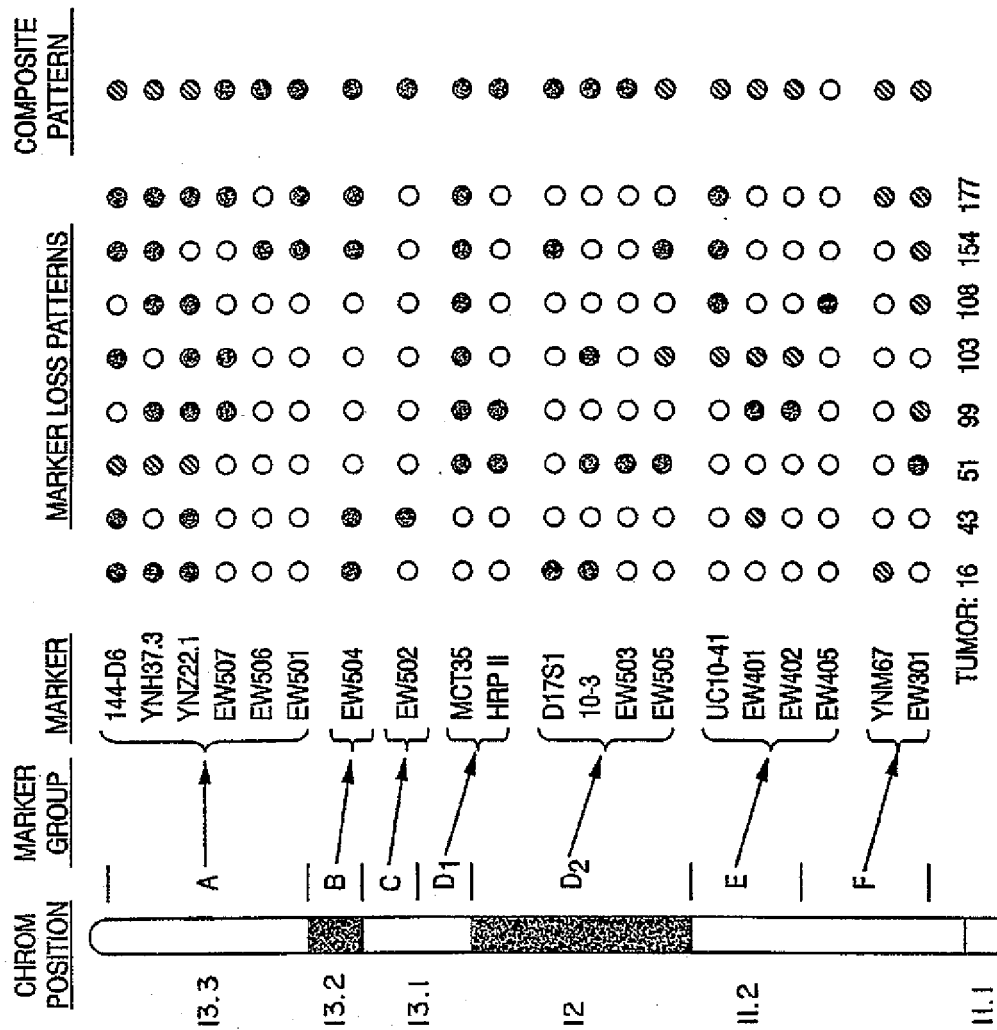 CHROM POSITION
MARKER GROUP
MARKER
MARKER LOSS PATTERNS
COMPOSITE PATTERN
13.3
13.2
13.1
12
11.2
11.1
A
B
C
D1
D2
E
F
144-D6
YNH37.3
YNZ22.1
EW507
EW506
EW501
EW504
EW502
MCT35
HRP II
D17S1
10-3
EW503
EW505
UC10-41
EW401
EW402
EW405
YNM67
EW301
TUMOR: 16 43 51 99 103 108 154 177